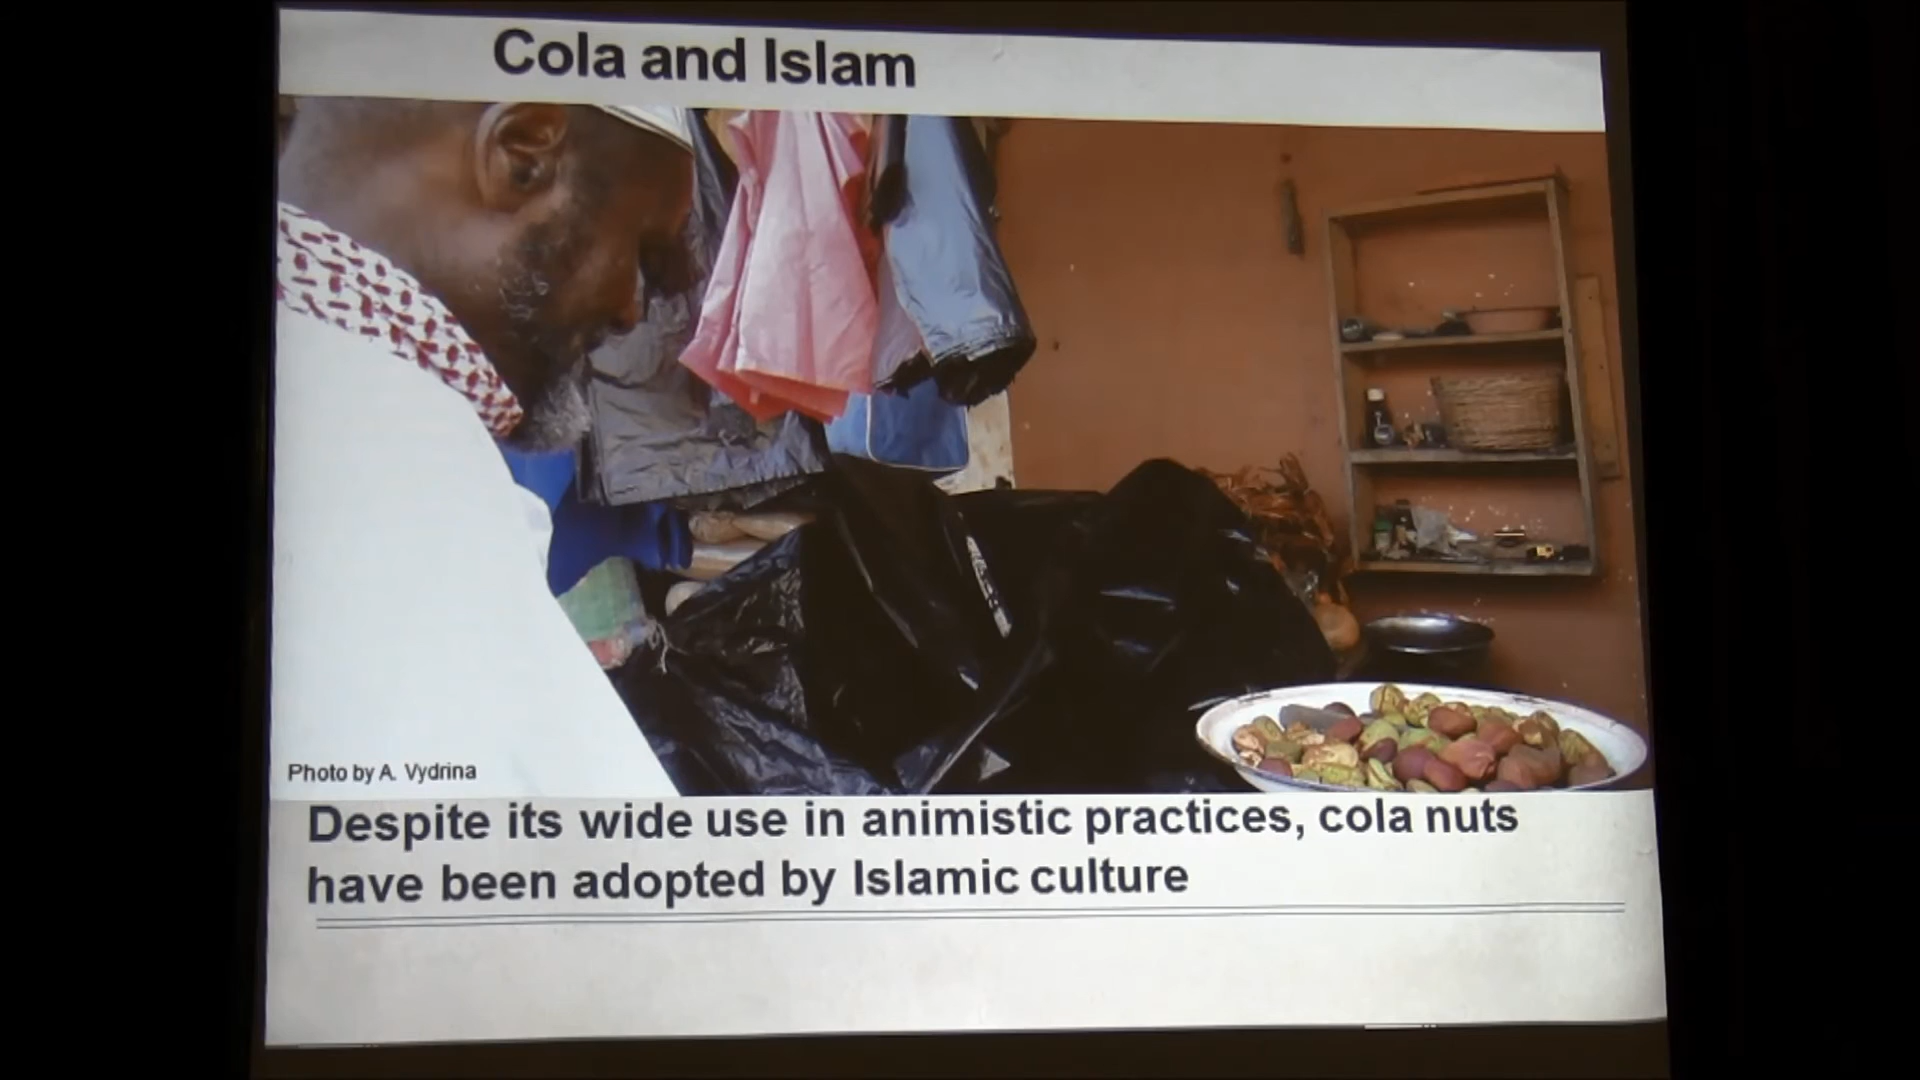 Cola and Islam
Photo by A. Vydrina
Despite its wide use in animistic practices, cola nuts
have been adopted by Islamic culture